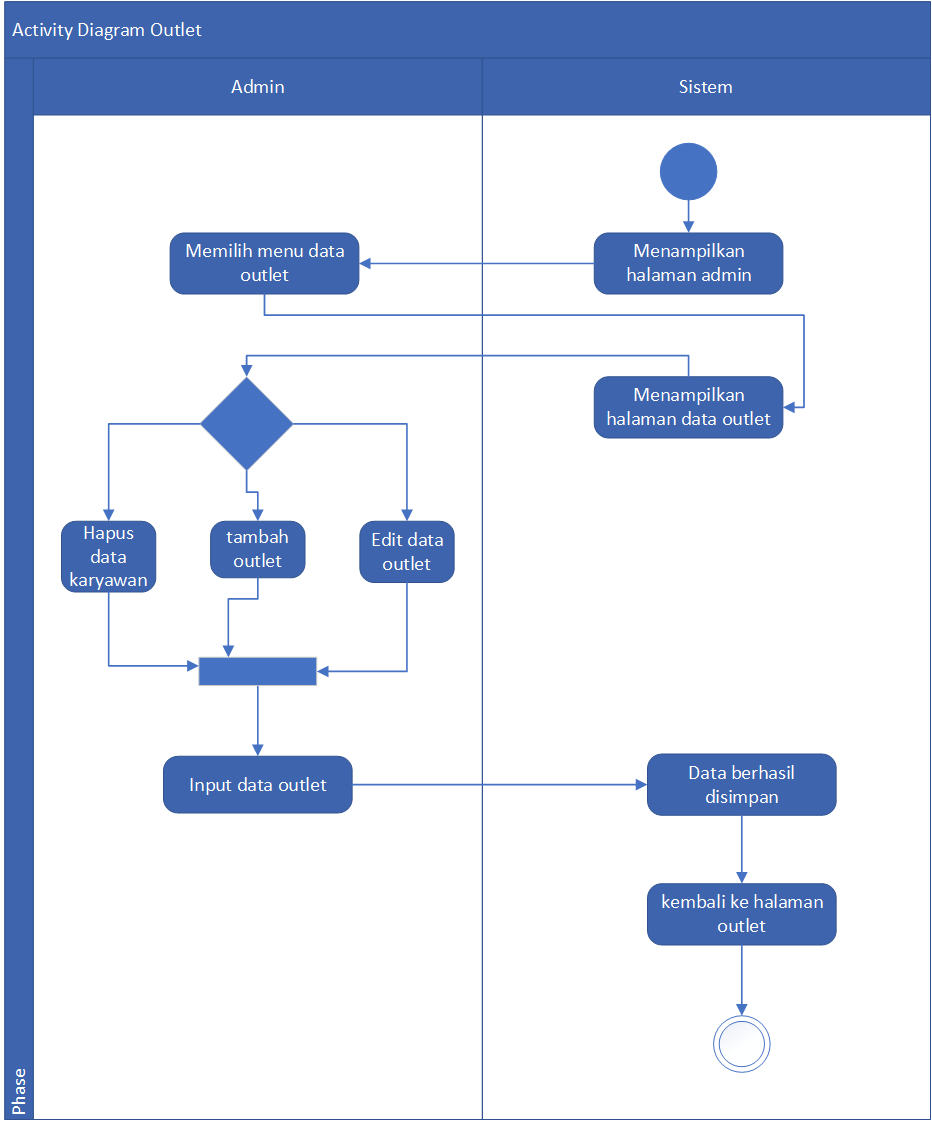 Activity Diagram Outlet
Admin
Sistem
Menampilkan
halaman admin
Memilih menu data
outlet
Menampilkan
halaman data outlet
Hapus
data
karyawan
tambah
outlet
Edit data
outlet
Input data outlet
Data berhasil
disimpan
kembali ke halaman
outlet
Phase